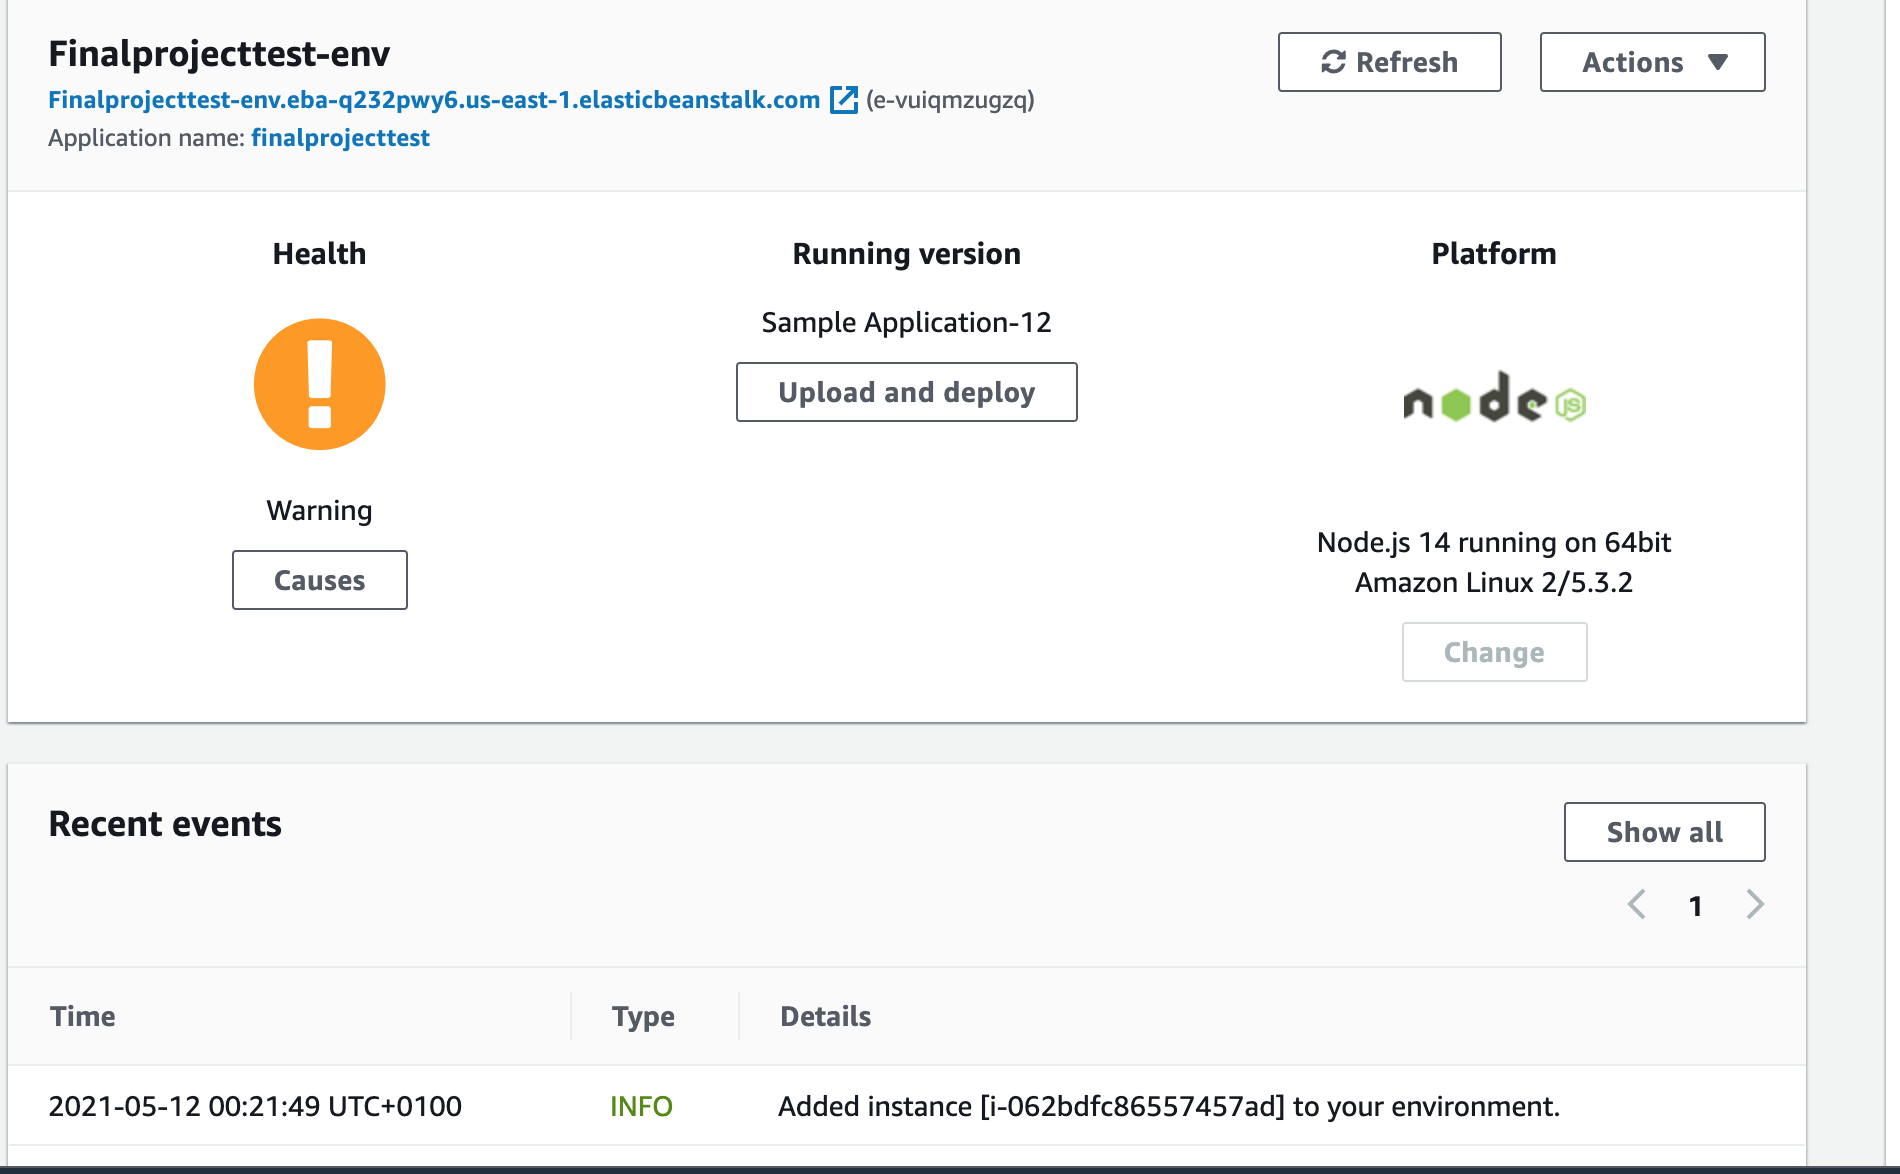 Finalprojecttest-env
Refresh
Actions
Finalprojecttest-env.eba-q232pwy6.us-east-1.elasticbeanstalk.com (e-vuiqmzugzq)
Application name: finalprojecttest
Health
Running version
Platform
Sample Application-12
Upload and deploy
node JS
Warning
Causes
Node.js 14 running on 64bit
Amazon Linux 2/5.3.2
Change
Recent events
Show all
1
Time Type Details
2021-05-12 00:21:49 UTC+0100 INFO Added instance [i-062bdfc86557457ad] to your environment.